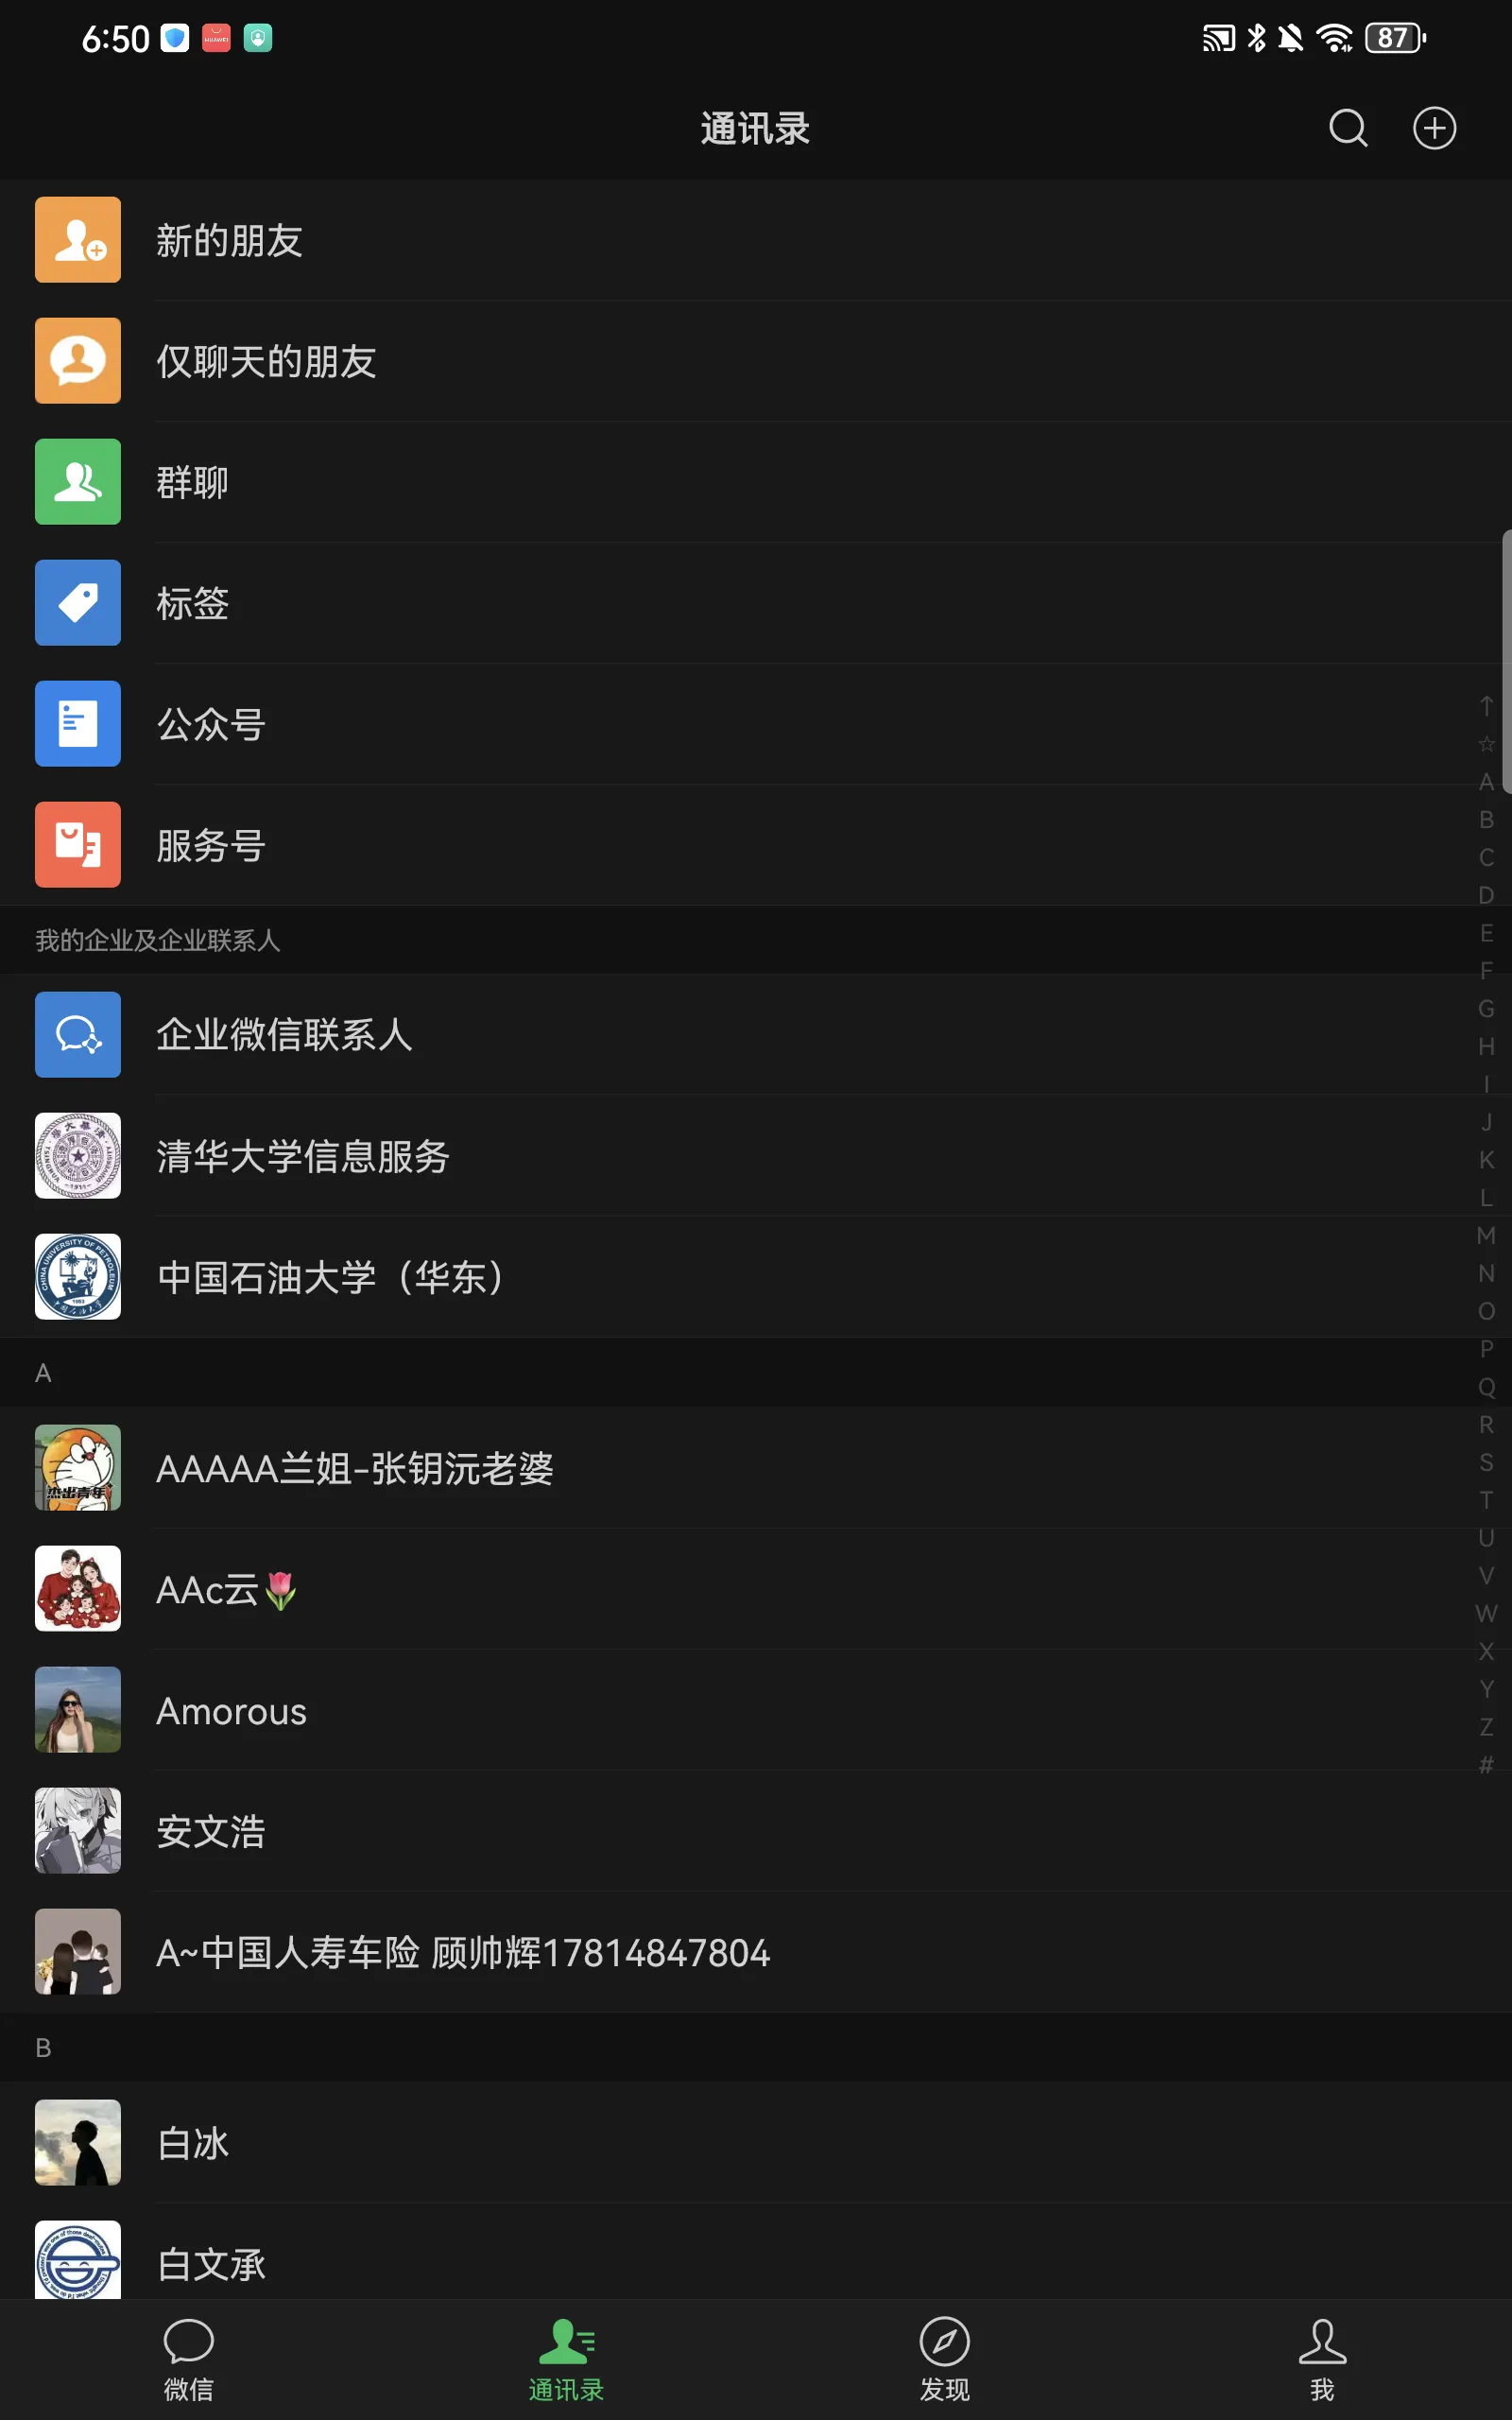 6:50
HUAWEI
87
通讯录
新的朋友
仅聊天的朋友
群聊
标签
公众号
服务号
我的企业及企业联系人
企业微信联系人
清华大学信息服务
中国石油大学（华东）
A
杰出青年
AAAAA兰姐-张钥沅老婆
AAc云🌷
Amorous
安文浩
A~中国人寿车险 顾帅辉17814847804
B
白冰
白文承
↑
☆
A
B
C
D
E
F
G
H
I
J
K
L
M
N
O
P
Q
R
S
T
U
V
W
X
Y
Z
#
微信
通讯录
发现
我